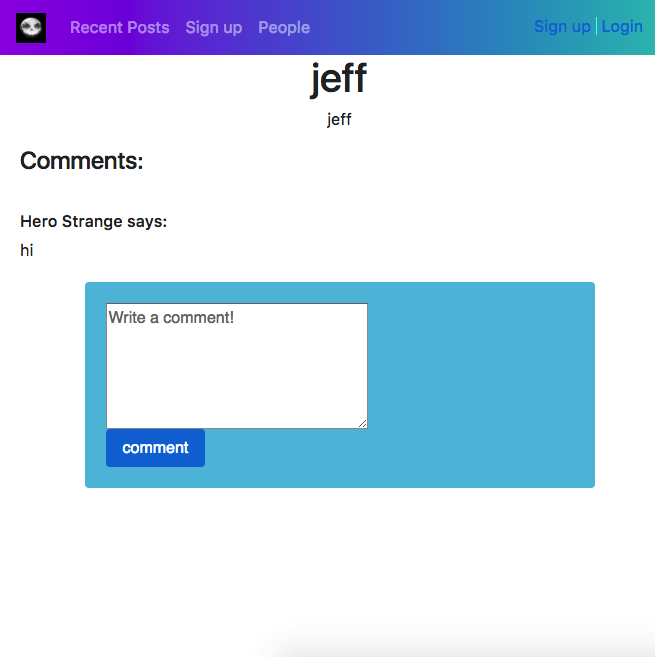 Recent Posts Sign up People Sign up | Login
jeff
jeff
Comments:
Hero Strange says:
hi
Write a comment!
comment